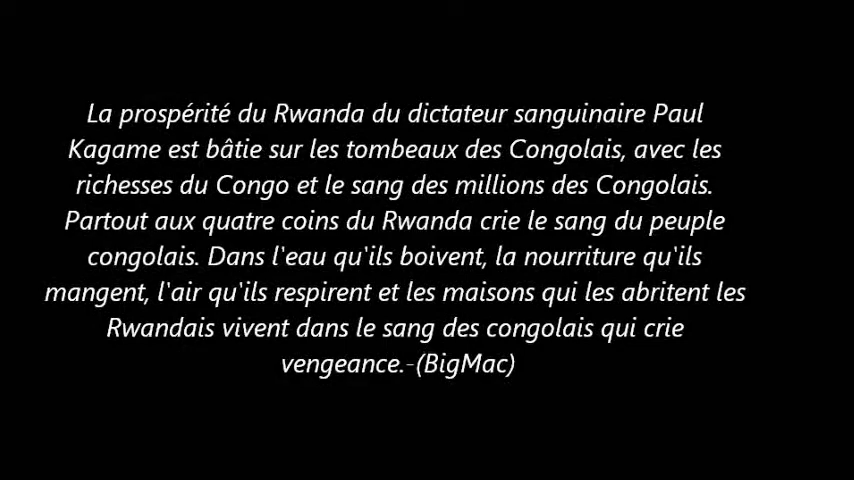 La prospérité du Rwanda du dictateur sanguinaire Paul
Kagame est bâtie sur les tombeaux des Congolais, avec les
richesses du Congo et le sang des millions des Congolais.
Partout aux quatre coins du Rwanda crie le sang du peuple
congolais. Dans l'eau qu'ils boivent, la nourriture qu'ils
mangent, l'air qu'ils respirent et les maisons qui les abritent les
Rwandais vivent dans le sang des congolais qui crie
vengeance.-(BigMac)